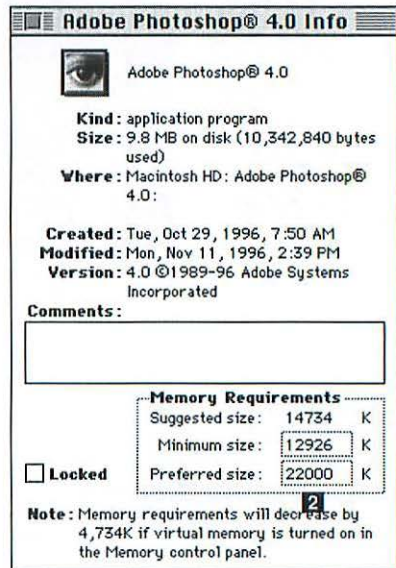 Adobe Photoshop® 4.0 Info
Adobe Photoshop® 4.0
Kind: application program
Size: 9.8 MB on disk (10,342,840 bytes
used)
Where: Macintosh HD: Adobe Photoshop®
4.0:
Created: Tue, Oct 29, 1996, 7:50 AM
Modified: Mon, Nov 11, 1996, 2:39 PM
Version: 4.0 ©1989-96 Adobe Systems
Incorporated
Comments:
Memory Requirements
Suggested size: 14734 K
Minimum size: 12926 K
Locked
Preferred size: 22000 K
2
Note: Memory requirements will decrease by
4,734K if virtual memory is turned on in
the Memory control panel.